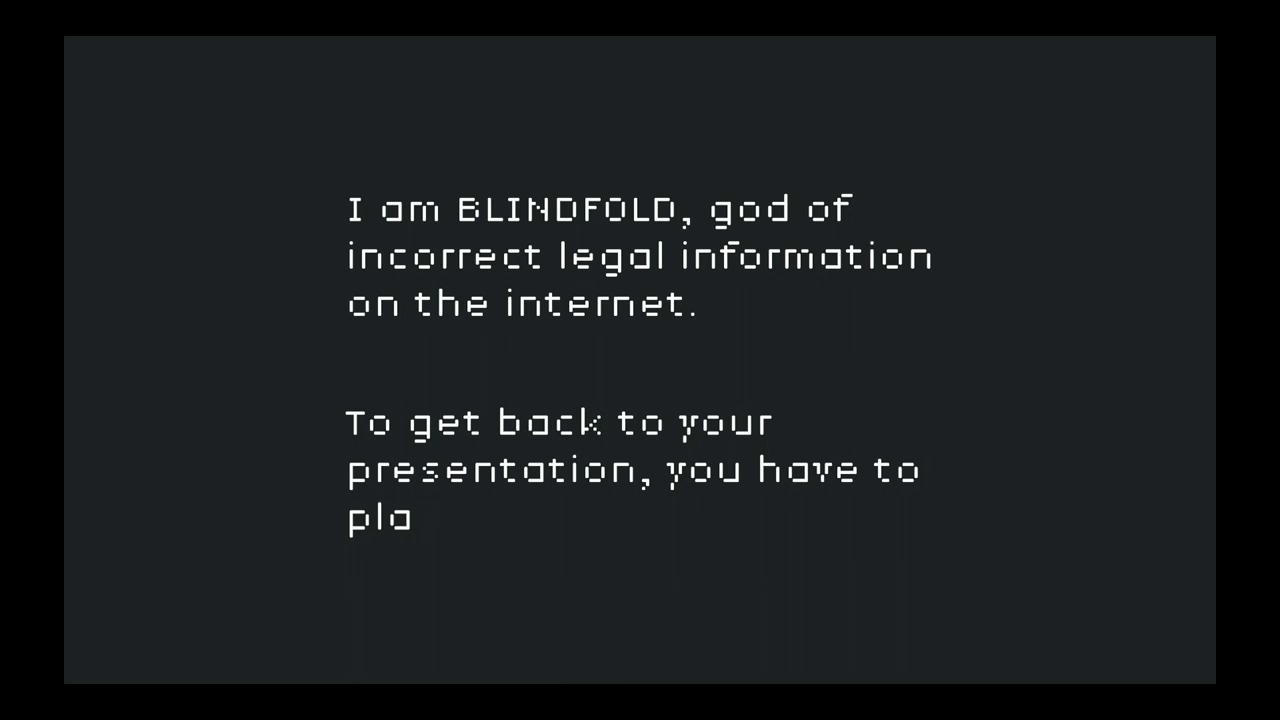 I am BLINDFOLD, god of
incorrect legal information
on the internet.
To get back to your
presentation, you have to
pla